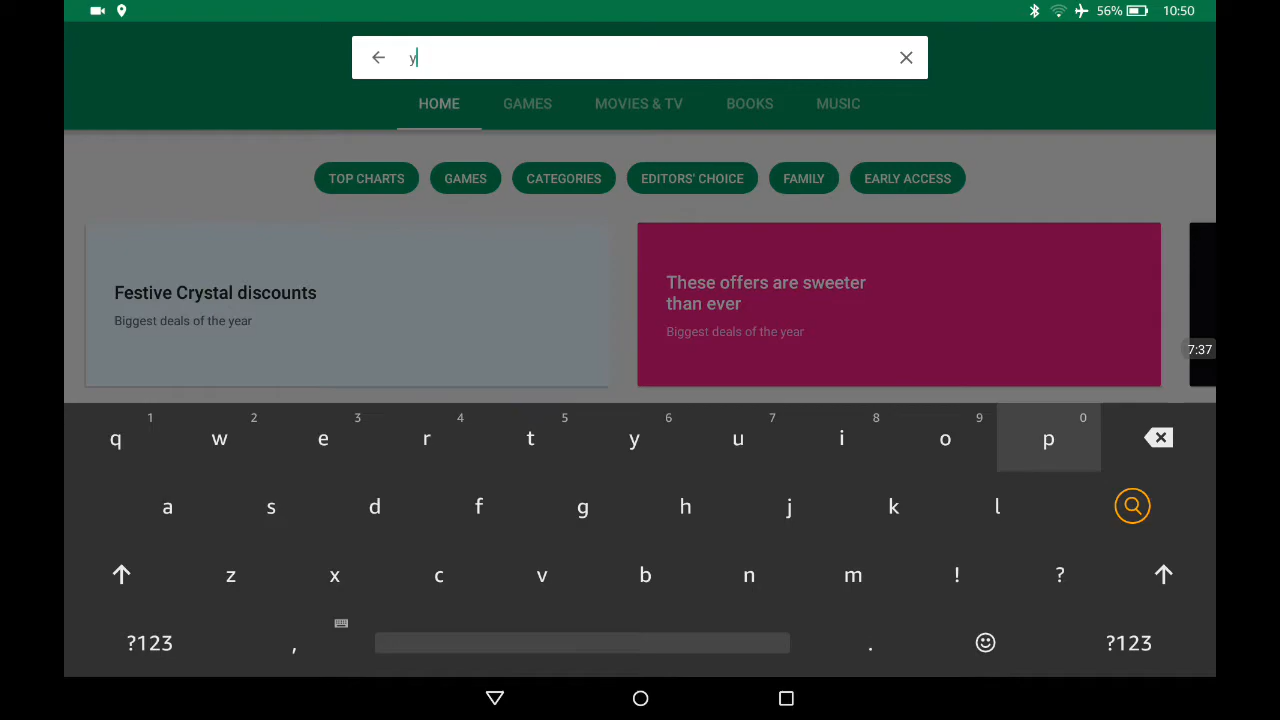 56% 10:50
y
HOME GAMES MOVIES & TV BOOKS MUSIC
TOP CHARTS GAMES CATEGORIES EDITORS' CHOICE FAMILY EARLY ACCESS
Festive Crystal discounts
Biggest deals of the year
These offers are sweeter
than ever
Biggest deals of the year
7:37
1 2 3 4 5 6 7 8 9 0
q w e r t y u i o p
a s d f g h j k l
z x c v b n m ! ?
?123 , . ?123